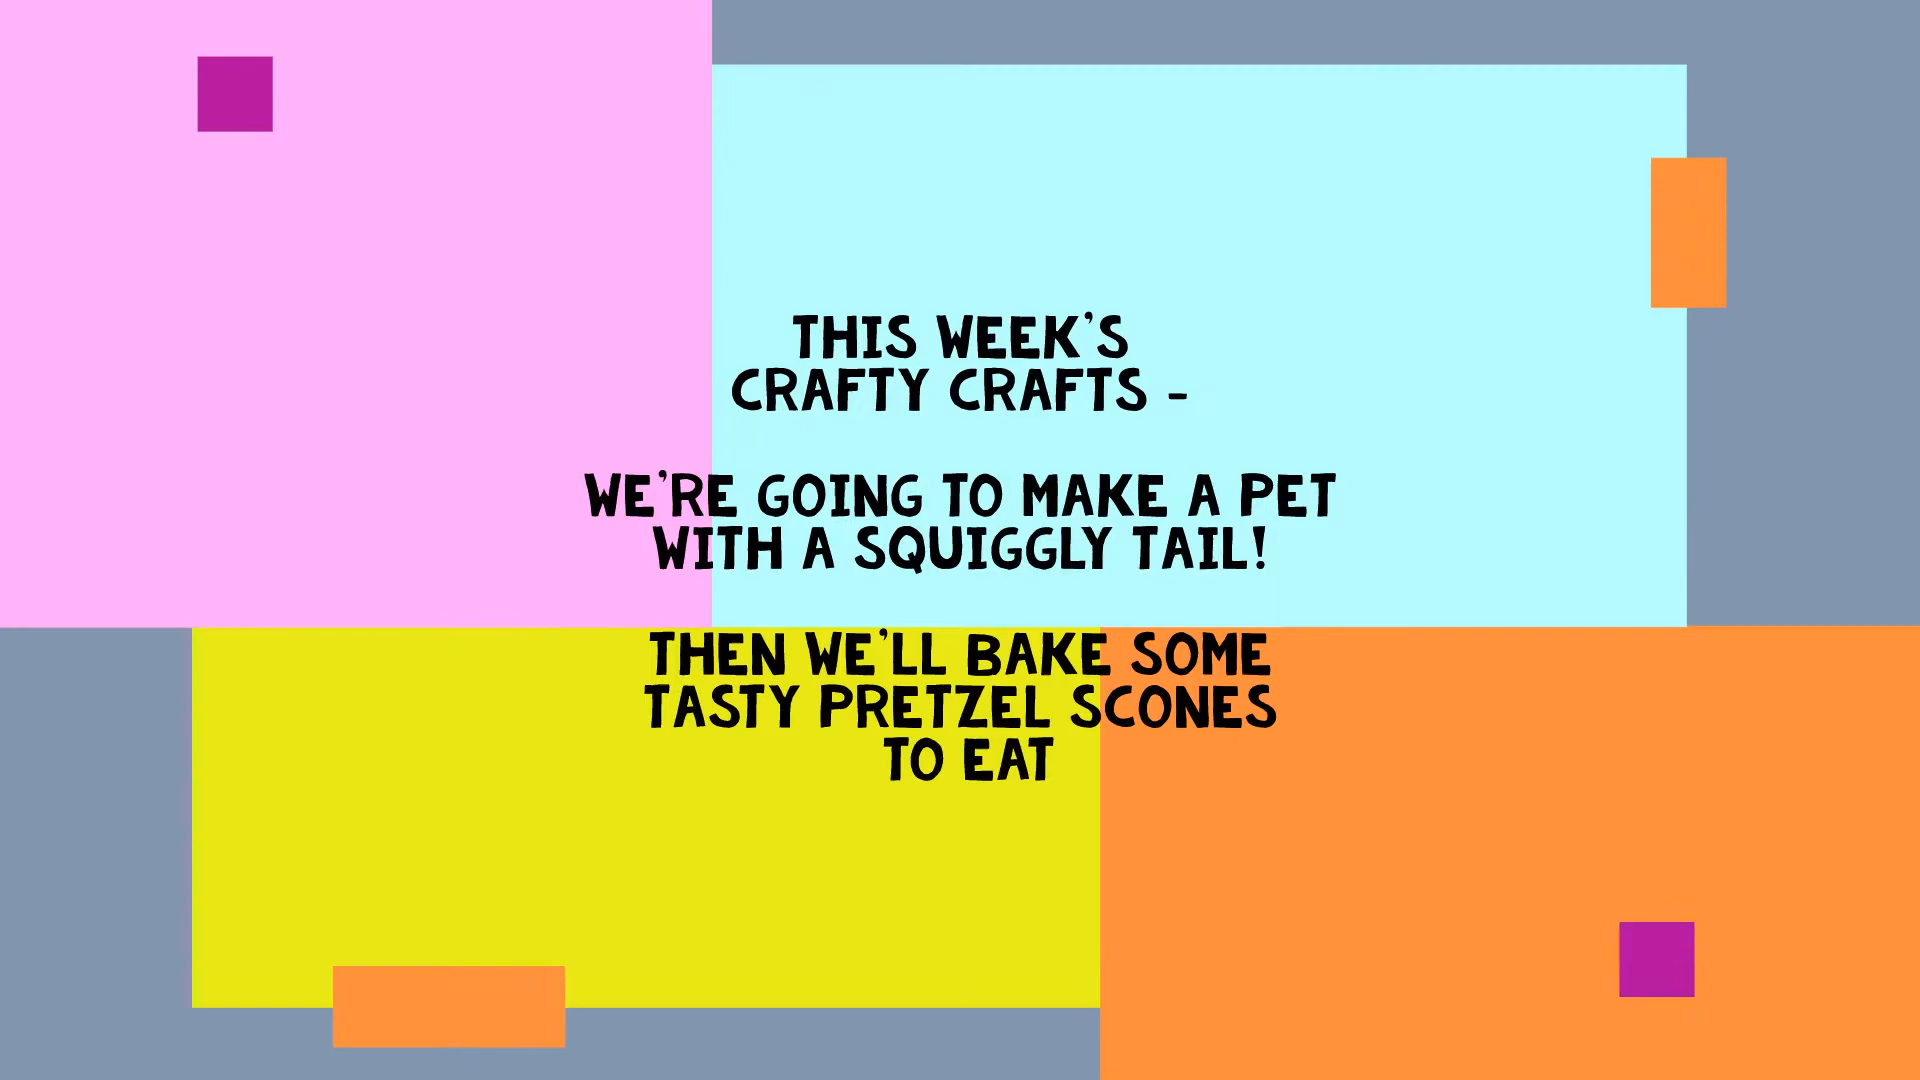 THIS WEEK'S
CRAFTY CRAFTS -
WE'RE GOING TO MAKE A PET
WITH A SQUIGGLY TAIL!
THEN WE'LL BAKE SOME
TASTY PRETZEL SCONES
TO EAT